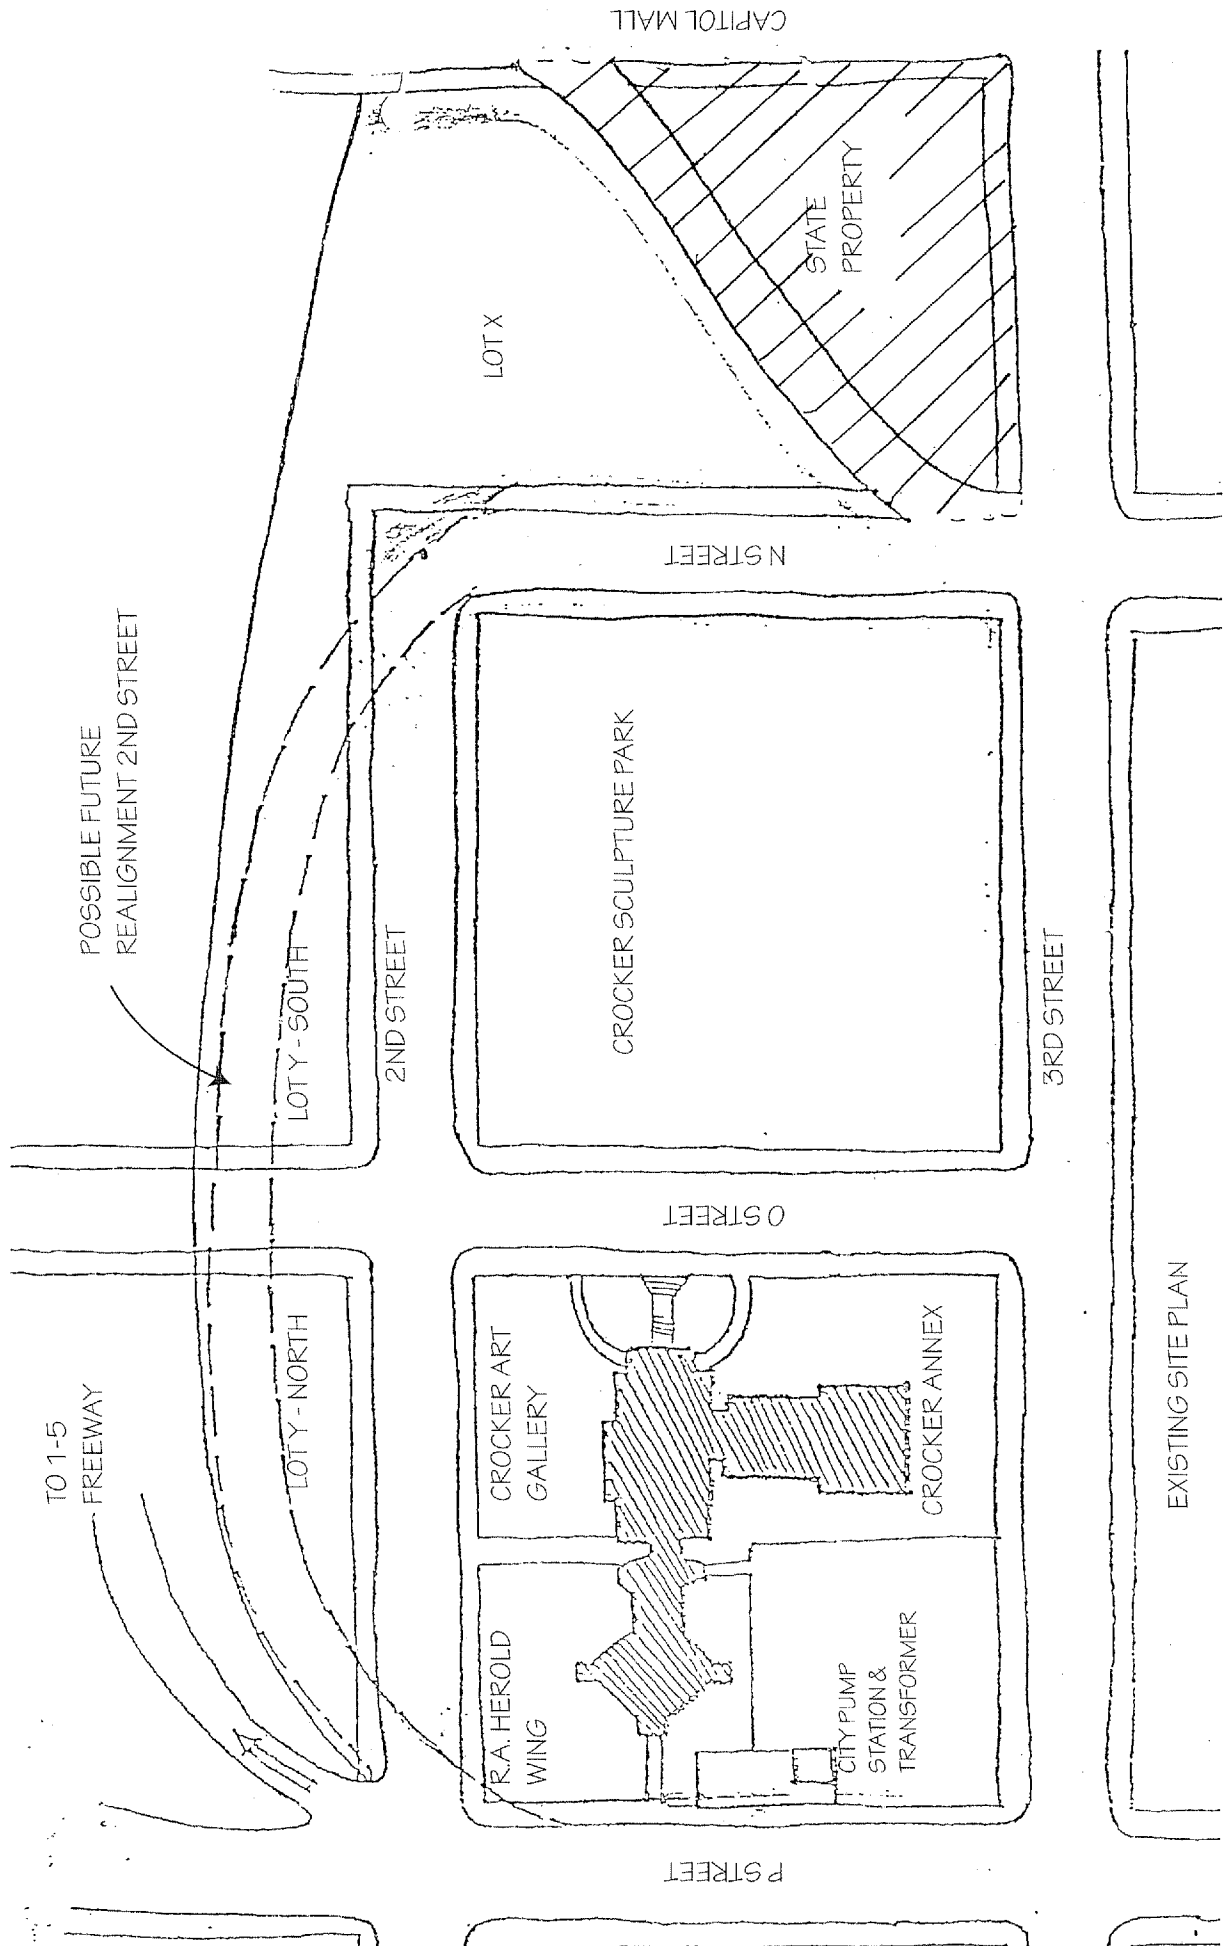 TO 1-5
FREEWAY
POSSIBLE FUTURE
REALIGNMENT 2ND STREET
LOT Y - NORTH
LOT Y - SOUTH
2ND STREET
LOT X
R.A. HEROLD
WING
CROCKER ART
GALLERY
CROCKER SCULPTURE PARK
STATE
PROPERTY
CITY PUMP
STATION &
TRANSFORMER
CROCKER ANNEX
3RD STREET
P STREET
O STREET
N STREET
CAPITOL MALL
EXISTING SITE PLAN